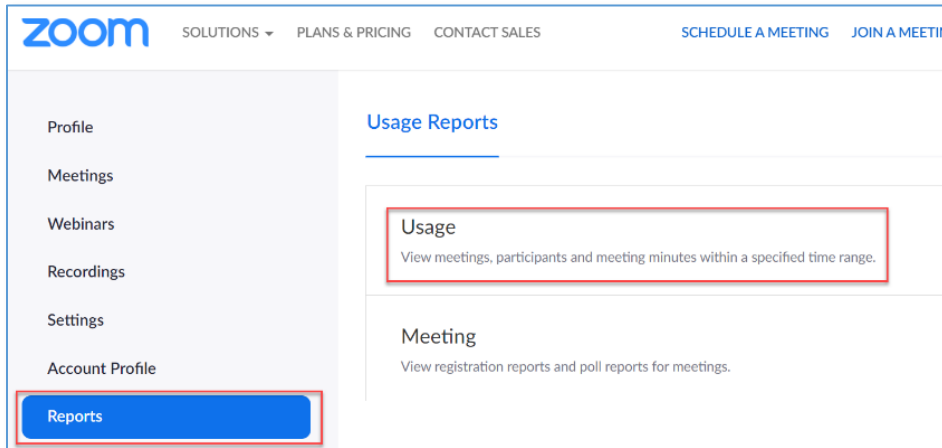 zoom SOLUTIONS PLANS & PRICING CONTACT SALES SCHEDULE A MEETING JOIN A MEETI
Profile
Meetings
Webinars
Recordings
Settings
Account Profile
Reports
Usage Reports
Usage
View meetings, participants and meeting minutes within a specified time range.
Meeting
View registration reports and poll reports for meetings.